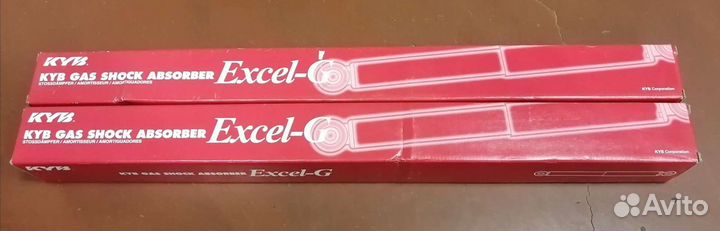 KYB
KYB GAS SHOCK ABSORBER Excel-G
STOSSDÄMPFER / AMORTISSEUR / AMORTIGUADORES
KYB Corporation
KYB
KYB GAS SHOCK ABSORBER Excel-G
STOSSDÄMPFER / AMORTISSEUR / AMORTIGUADORES
KYB Corporation
KYB KYB GAS SHOCK ABSORBER Excel-G
Avito